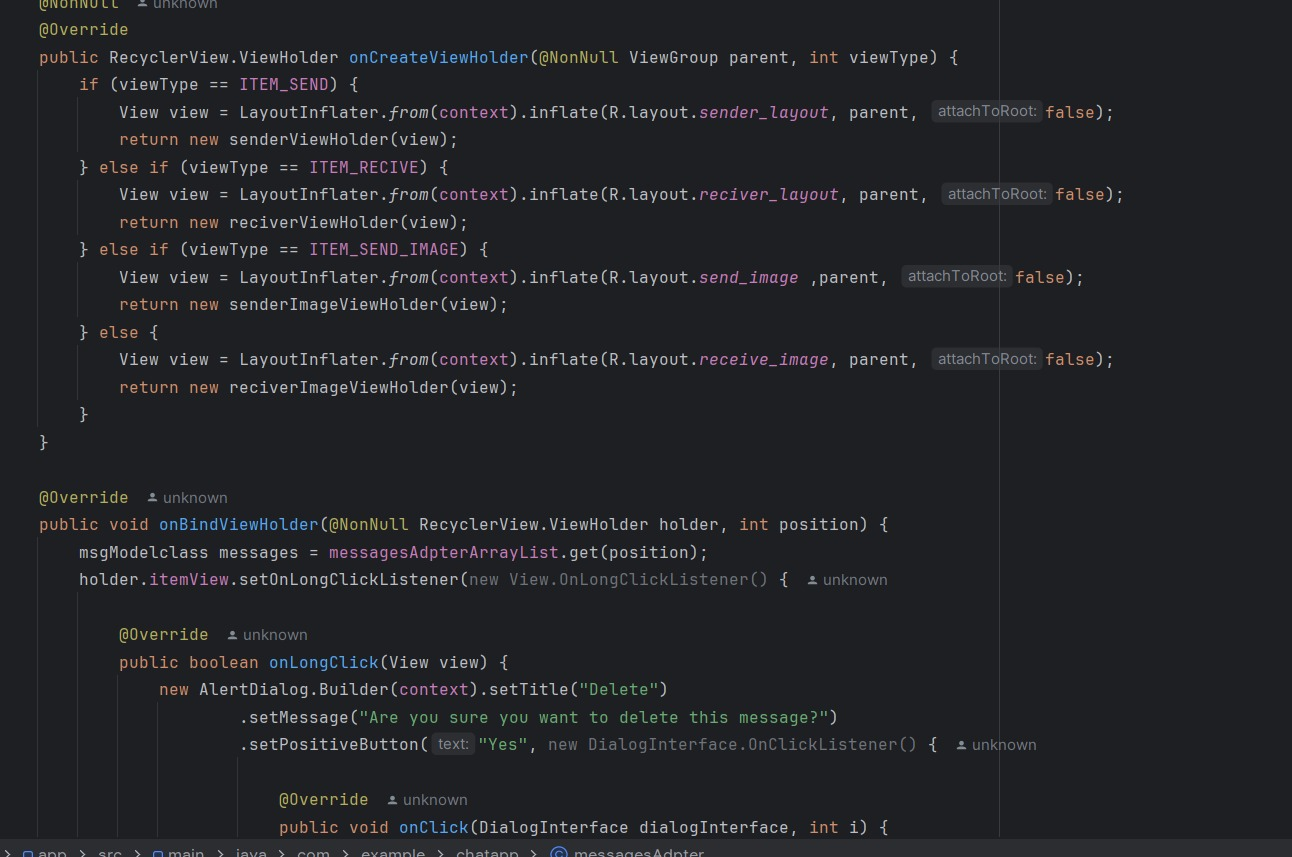 @NonNull unknown
@Override
public RecyclerView.ViewHolder onCreateViewHolder(@NonNull ViewGroup parent, int viewType) {
if (viewType == ITEM_SEND) {
View view = LayoutInflater.from(context).inflate(R.layout.sender_layout, parent, attachToRoot: false);
return new senderViewHolder(view);
} else if (viewType == ITEM_RECIVE) {
View view = LayoutInflater.from(context).inflate(R.layout.reciver_layout, parent, attachToRoot: false);
return new reciverViewHolder(view);
} else if (viewType == ITEM_SEND_IMAGE) {
View view = LayoutInflater.from(context).inflate(R.layout.send_image ,parent, attachToRoot: false);
return new senderImageViewHolder(view);
} else {
View view = LayoutInflater.from(context).inflate(R.layout.receive_image, parent, attachToRoot: false);
return new reciverImageViewHolder(view);
}
}
@Override unknown
public void onBindViewHolder(@NonNull RecyclerView.ViewHolder holder, int position) {
msgModelclass messages = messagesAdpterArrayList.get(position);
holder.itemView.setOnLongClickListener(new View.OnLongClickListener() { unknown
@Override unknown
public boolean onLongClick(View view) {
new AlertDialog.Builder(context).setTitle("Delete")
.setMessage("Are you sure you want to delete this message?")
.setPositiveButton( text: "Yes", new DialogInterface.OnClickListener() { unknown
@Override unknown
public void onClick(DialogInterface dialogInterface, int i) {
> app > src > main > java > com > example > chatapp > © messagesAdpter